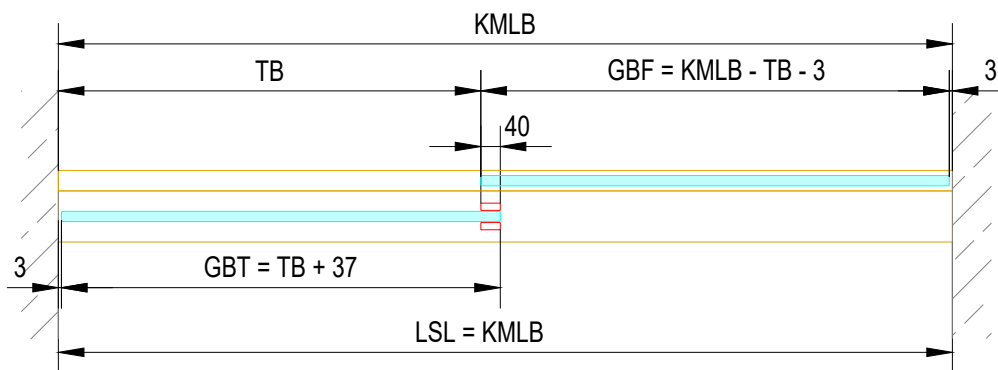 KMLB
TB
GBF = KMLB - TB - 3
3
40
3
GBT = TB + 37
LSL = KMLB